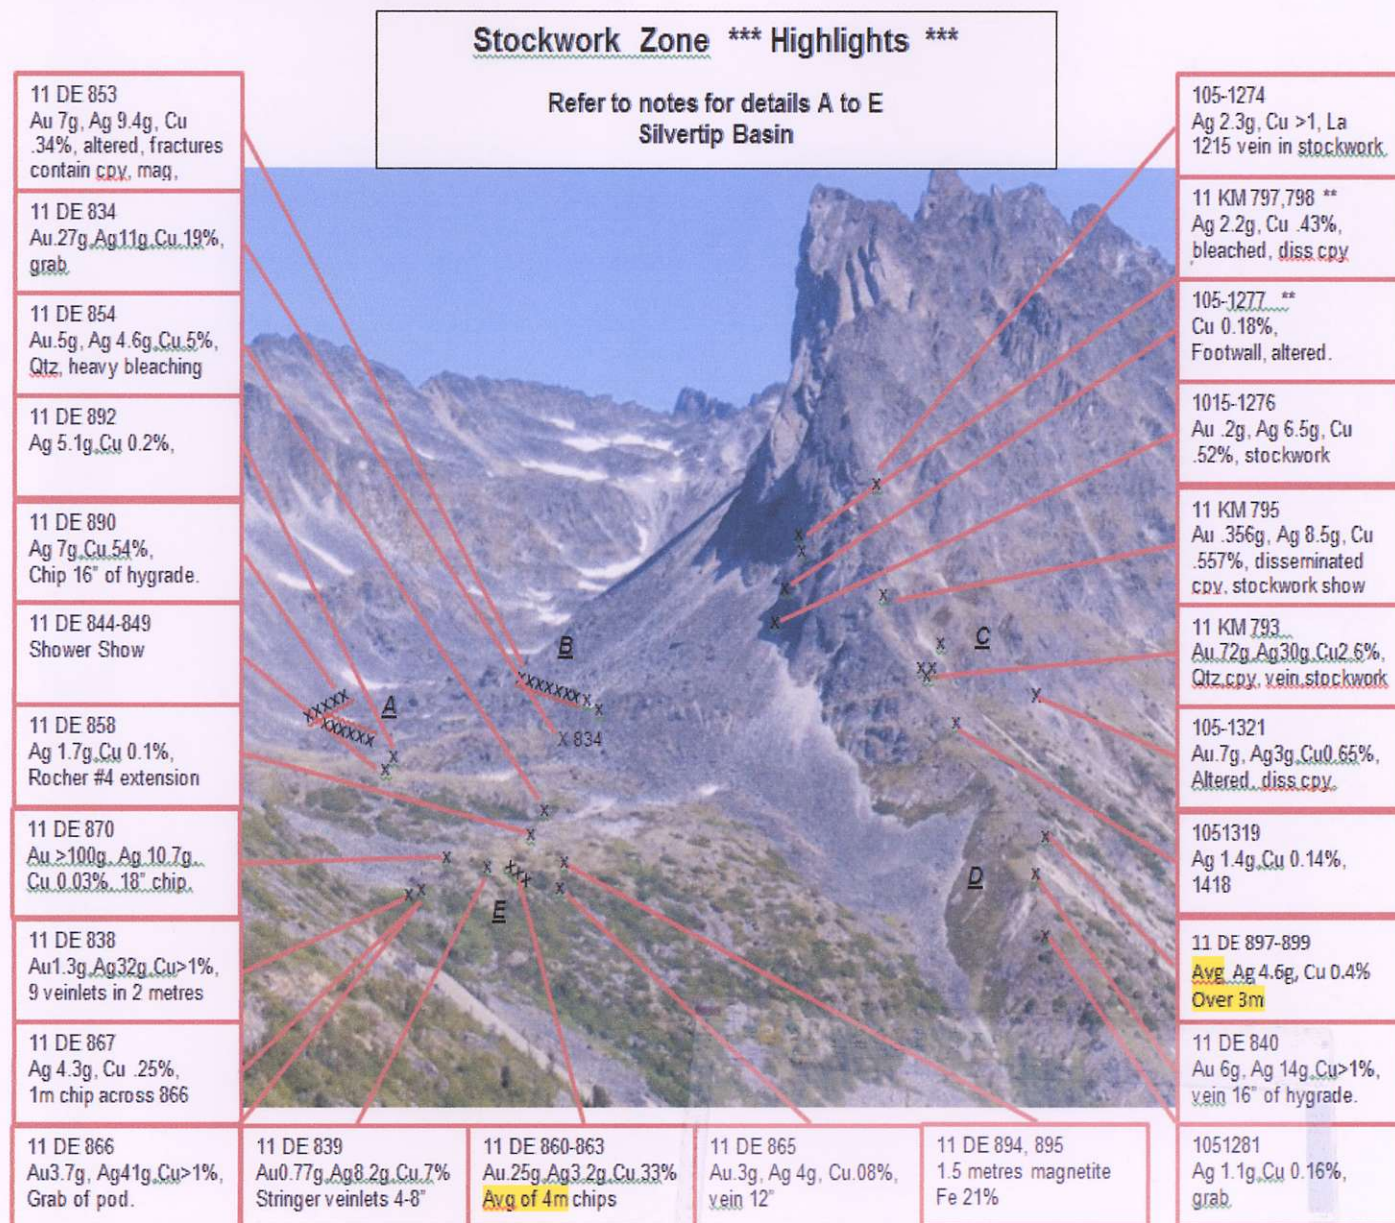 Stockwork Zone *** Highlights ***
Refer to notes for details A to E
Silvertip Basin
11 DE 853
Au 7g, Ag 9.4g, Cu
.34%, altered, fractures
contain cpy, mag,
11 DE 834
Au.27g,Ag11g,Cu.19%,
grab
11 DE 854
Au.5g, Ag 4.6g,Cu.5%,
Qtz, heavy bleaching
11 DE 892
Ag 5.1g,Cu 0.2%,
11 DE 890
Ag 7g,Cu.54%,
Chip 16" of hygrade.
11 DE 844-849
Shower Show
11 DE 858
Ag 1.7g,Cu 0.1%,
Rocher #4 extension
11 DE 870
Au >100g, Ag 10.7g,
Cu 0.03%, 18" chip,
11 DE 838
Au1.3g,Ag32g,Cu>1%,
9 veinlets in 2 metres
11 DE 867
Ag 4.3g, Cu .25%,
1m chip across 866
11 DE 866
Au3.7g, Ag41g,Cu>1%,
Grab of pod.
11 DE 839
Au0.77g,Ag8.2g,Cu.7%
Stringer veinlets 4-8"
11 DE 860-863
Au.25g,Ag3.2g,Cu.33%
Avg of 4m chips
11 DE 865
Au.3g, Ag 4g, Cu.08%,
vein 12"
11 DE 894, 895
1.5 metres magnetite
Fe 21%
105-1274
Ag 2.3g, Cu >1, La
1215 vein in stockwork
11 KM 797,798 **
Ag 2.2g, Cu .43%,
,bleached, diss cpy
105-1277 **
Cu 0.18%,
Footwall, altered.
1015-1276
Au .2g, Ag 6.5g, Cu
.52%, stockwork
11 KM 795
Au .356g, Ag 8.5g, Cu
.557%, disseminated
cpy, stockwork show
11 KM 793
Au.72g,Ag30g,Cu2.6%,
Qtz,cpy, vein stockwork
105-1321
Au.7g, Ag3g,Cu0.65%,
Altered, diss cpy
1051319
Ag 1.4g,Cu 0.14%,
1418
11 DE 897-899
Avg Ag 4.6g, Cu 0.4%
Over 3m
11 DE 840
Au 6g, Ag 14g,Cu>1%,
vein 16" of hygrade.
1051281
Ag 1.1g,Cu 0.16%,
grab
X
X
X
X
X
X
X
XX
X
X
X
C
B
XXXXXXXX
X
X 834
XXXXX
A
XXXXXX
X
X
X
X
X
X
XXX
X
X
X
X
E
D
X
X
X